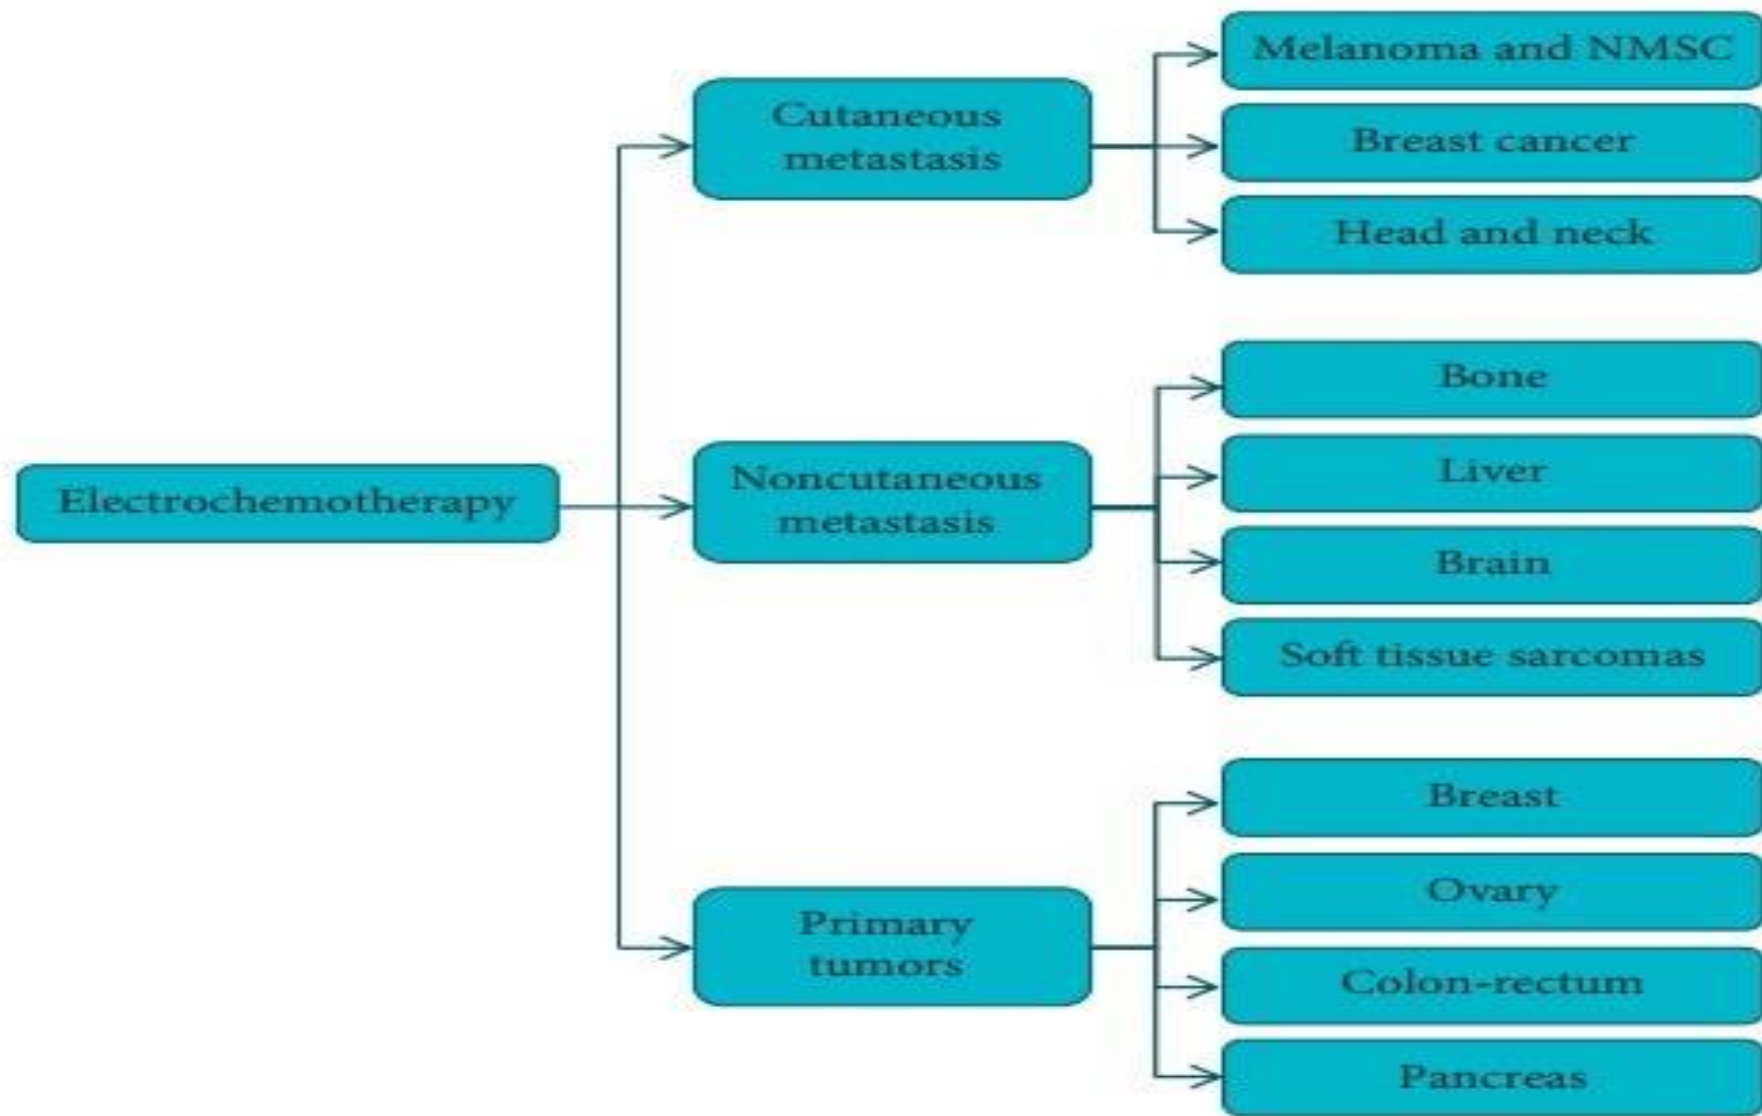 Electrochemotherapy
Cutaneous
metastasis
Melanoma and NMSC
Breast cancer
Head and neck
Noncutaneous
metastasis
Bone
Liver
Brain
Soft tissue sarcomas
Primary
tumors
Breast
Ovary
Colon-rectum
Pancreas